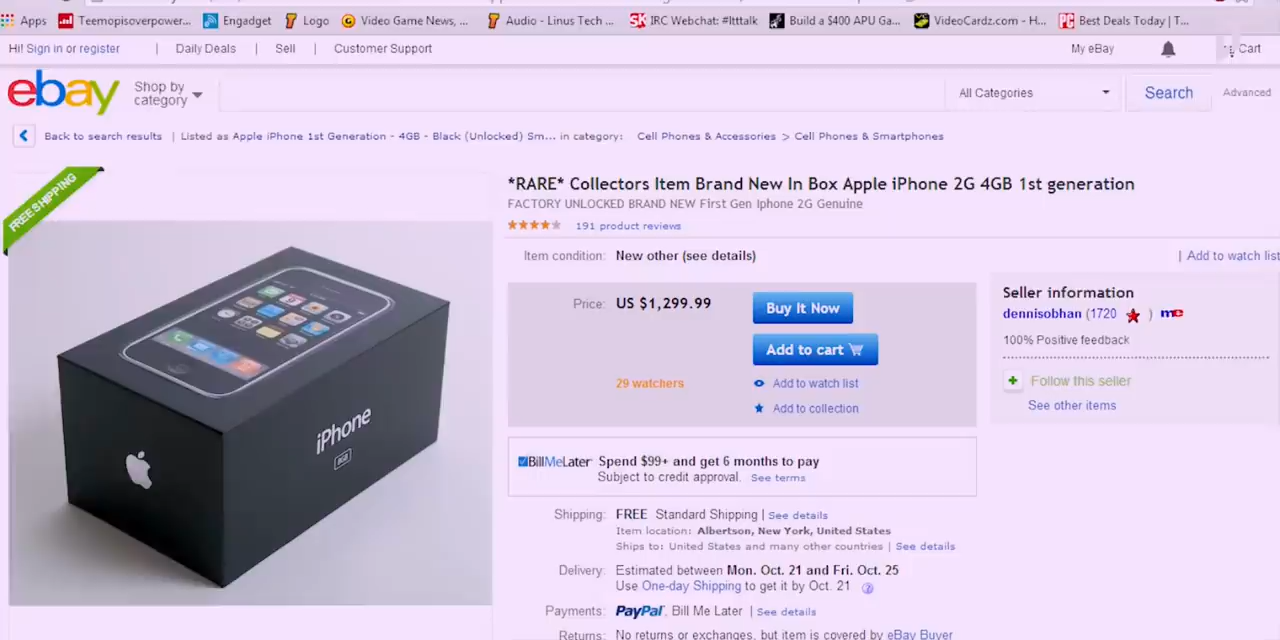 Apps Teemopisoverpower... Engadget Logo Video Game News, ... Audio - Linus Tech ... IRC Webchat: #ltttalk Build a $400 APU Ga... VideoCardz.com - H... Best Deals Today | T...
Hi! Sign in or register | Daily Deals | Sell | Customer Support My eBay Cart
ebay Shop by category All Categories Search Advanced
Back to search results | Listed as Apple iPhone 1st Generation - 4GB - Black (Unlocked) Sm... in category: Cell Phones & Accessories > Cell Phones & Smartphones
FREE SHIPPING
iPhone
8GB
*RARE* Collectors Item Brand New In Box Apple iPhone 2G 4GB 1st generation
FACTORY UNLOCKED BRAND NEW First Gen Iphone 2G Genuine
191 product reviews
Item condition: New other (see details)
| Add to watch list
Price: US $1,299.99 Buy It Now
Add to cart
29 watchers Add to watch list
Add to collection
Seller information
dennisobhan (1720 ) me
100% Positive feedback
Follow this seller
See other items
BillMeLater Spend $99+ and get 6 months to pay
Subject to credit approval. See terms
Shipping: FREE Standard Shipping | See details
Item location: Albertson, New York, United States
Ships to: United States and many other countries | See details
Delivery: Estimated between Mon. Oct. 21 and Fri. Oct. 25
Use One-day Shipping to get it by Oct. 21
Payments: PayPal, Bill Me Later | See details
Returns: No returns or exchanges, but item is covered by eBay Buyer